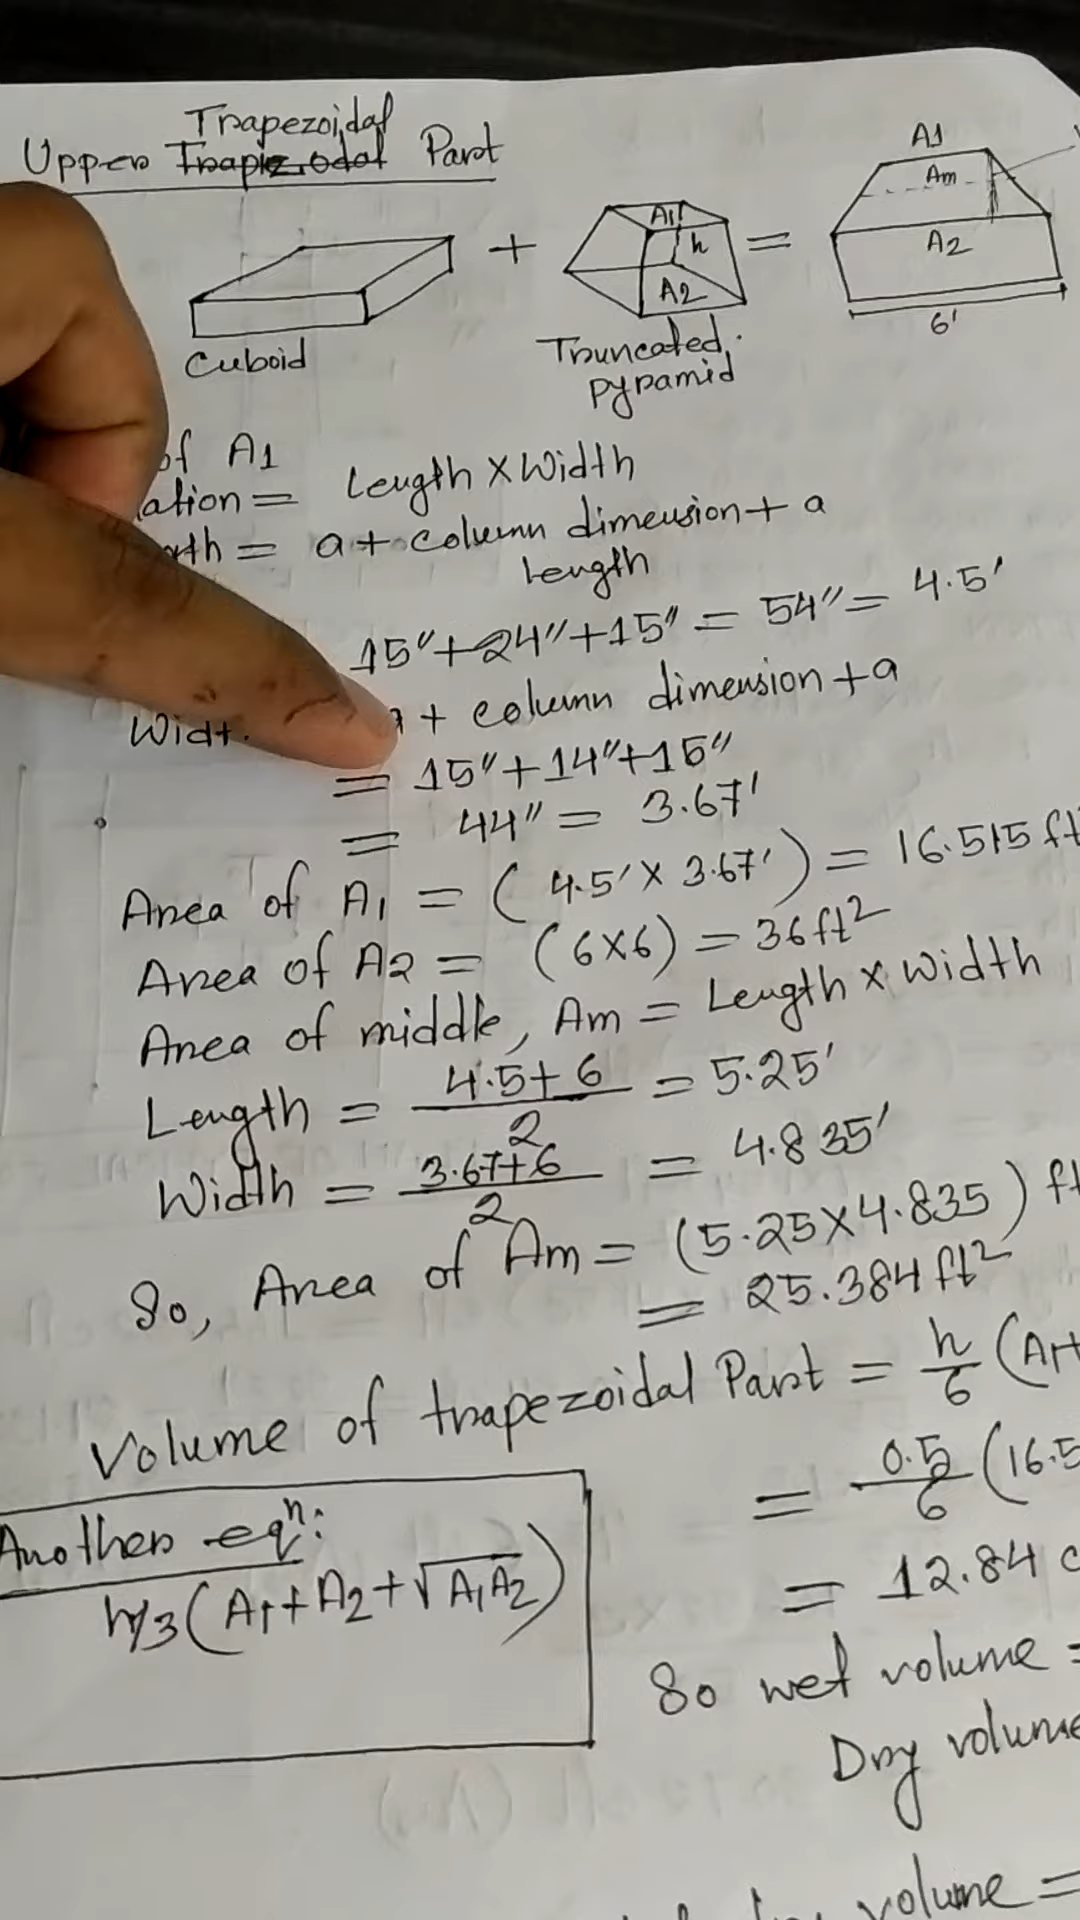 Trapezoidal
Upper Trapizodal Part
A1
Am
A2
6'
+
A1
h
A2
=
Cuboid
Truncated
pyramid
of A1
ation = Length X Width
= a + column dimension + a
length
15" + 24" + 15" = 54" = 4.5'
+ column dimension + a
= 15" + 14" + 15"
= 44" = 3.67'
Area of A1 = ( 4.5' X 3.67' ) = 16.515 ft
Area of A2 = (6X6) = 36 ft²
Area of middle, Am = Length X Width
Length = 4.5+6 / 2 = 5.25'
Width = 3.67+6 / 2 = 4.835'
So, Area of Am = (5.25X4.835) ft
= 25.384 ft²
Volume of trapezoidal Part = h/6 (A1+
= 0.5/6 (16.5
= 12.84 c
Another eqn:
h/3 (A1+A2+√A1A2)
So wet volume =
Dry volume
volume =